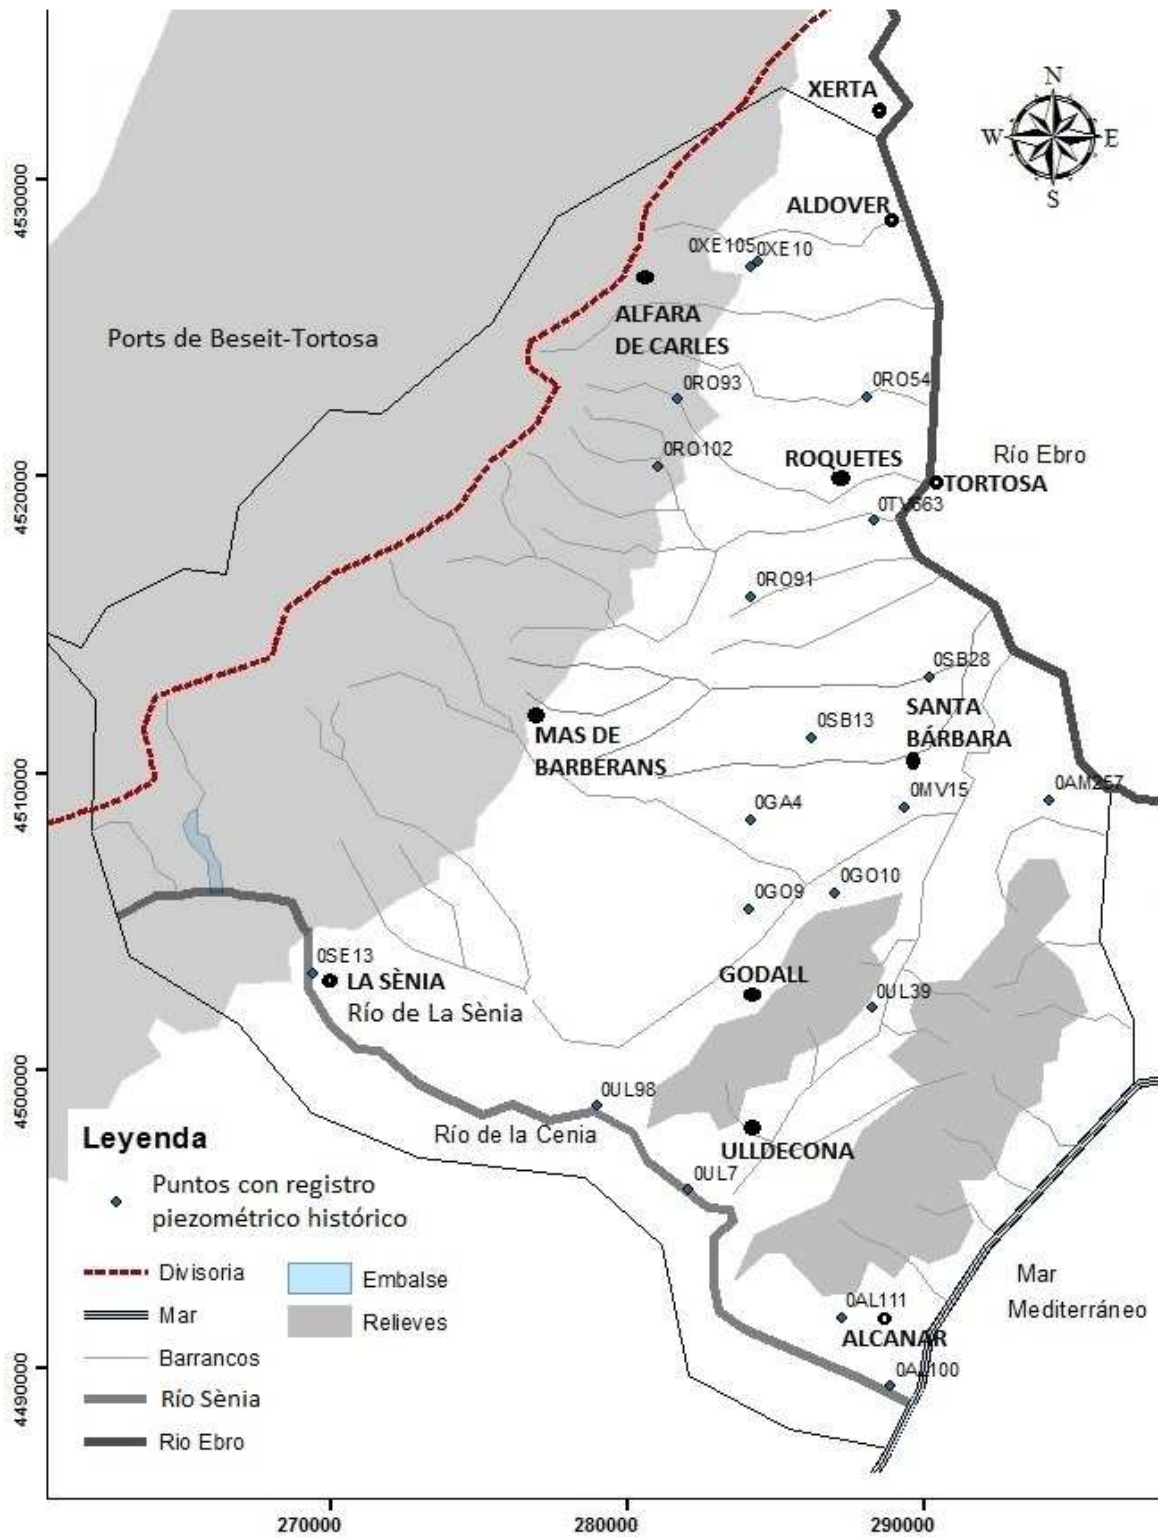 XERTA
N
W
E
S
ALDOVER
4530000
0XE105
0XE10
Ports de Beseit-Tortosa
ALFARA
DE CARLES
0RO93
0RO54
0RO102
ROQUETES
Río Ebro
TORTOSA
4520000
0TV663
0RO91
0SB28
SANTA
BÁRBARA
0SB13
MAS DE
BARBERANS
4510000
0MV15
0AM257
0GA4
0GO10
0GO9
0SE13
LA SÈNIA
GODALL
Río de La Sènia
0UL39
4500000
0UL98
Río de la Cenia
ULLDECONA
0UL7
Leyenda
Puntos con registro
piezométrico histórico
Divisoria
Embalse
Mar
Relieves
Barrancos
Río Sènia
Rio Ebro
Mar
Mediterráneo
0AL111
ALCANAR
0AL100
4490000
270000
280000
290000